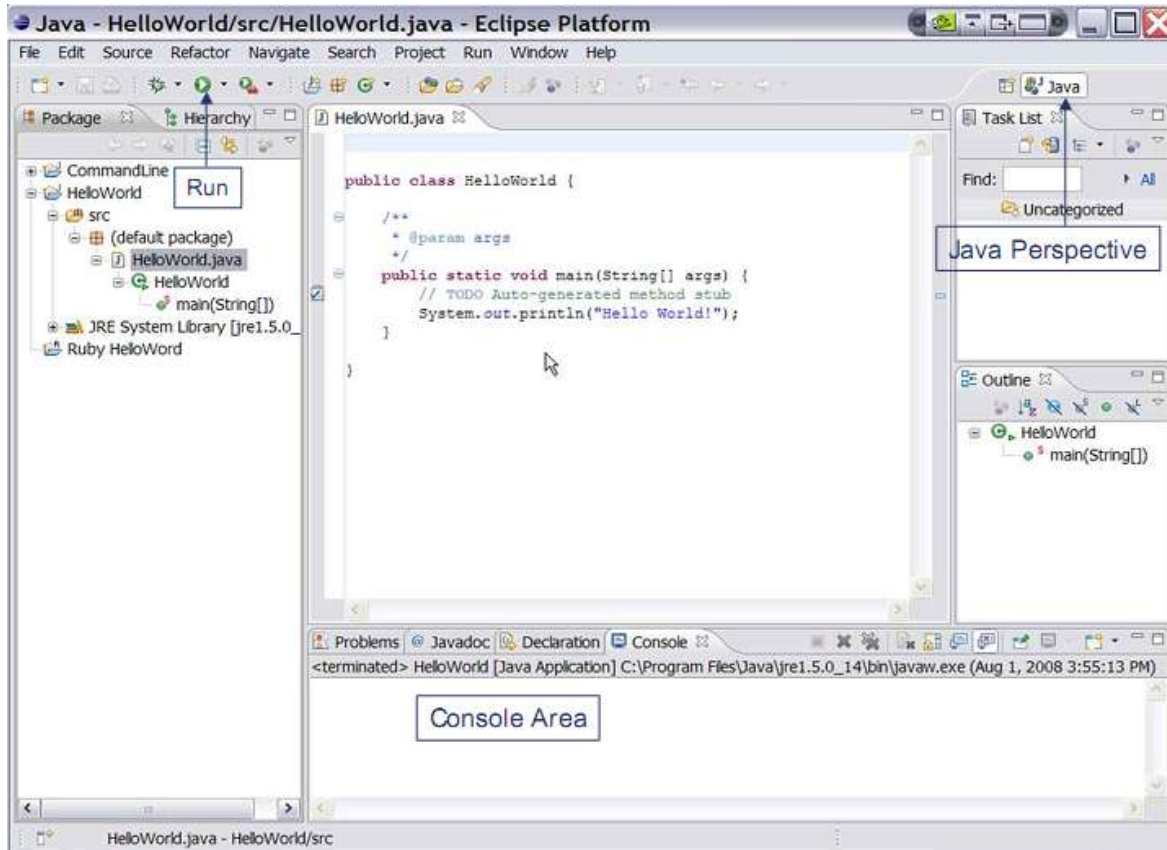 Java - HelloWorld/src/HelloWorld.java - Eclipse Platform
File Edit Source Refactor Navigate Search Project Run Window Help
Java
Package
Hierarchy
CommandLine
HelloWorld
src
(default package)
HelloWorld.java
HelloWorld
main(String[])
JRE System Library [jre1.5.0_
Ruby HelloWord
Run
HelloWorld.java
public class HelloWorld {
/**
* @param args
*/
public static void main(String[] args) {
// TODO Auto-generated method stub
System.out.println("Hello World!");
}
}
Task List
Find:
All
Uncategorized
Java Perspective
Outline
HelloWorld
main(String[])
Problems @ Javadoc Declaration Console
<terminated> HelloWorld [Java Application] C:\Program Files\Java\jre1.5.0_14\bin\javaw.exe (Aug 1, 2008 3:55:13 PM)
Console Area
HelloWorld.java - HelloWorld/src